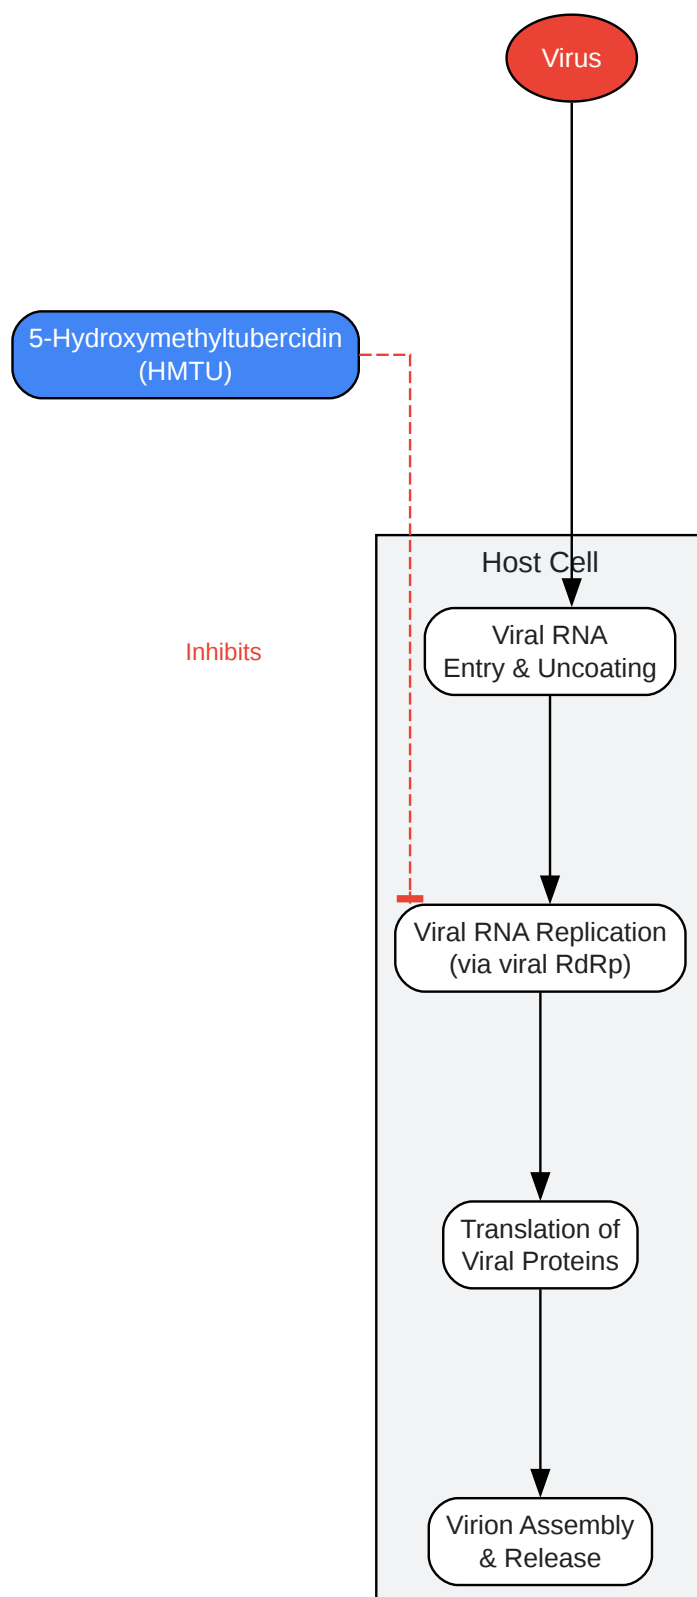 Virus
5-Hydroxymethyltubercidin
(HMTU)
Host Cell
Inhibits
Viral RNA
Entry & Uncoating
Viral RNA Replication
(via viral RdRp)
Translation of
Viral Proteins
Virion Assembly
& Release